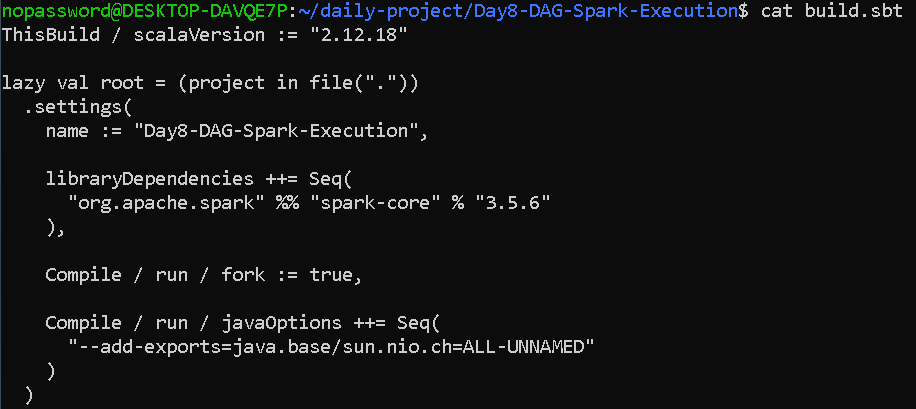 nopassword@DESKTOP-DAVQE7P:~/daily-project/Day8-DAG-Spark-Execution$ cat build.sbt
ThisBuild / scalaVersion := "2.12.18"

lazy val root = (project in file("."))
  .settings(
    name := "Day8-DAG-Spark-Execution",

    libraryDependencies ++= Seq(
      "org.apache.spark" %% "spark-core" % "3.5.6"
    ),

    Compile / run / fork := true,

    Compile / run / javaOptions ++= Seq(
      "--add-exports=java.base/sun.nio.ch=ALL-UNNAMED"
    )
  )